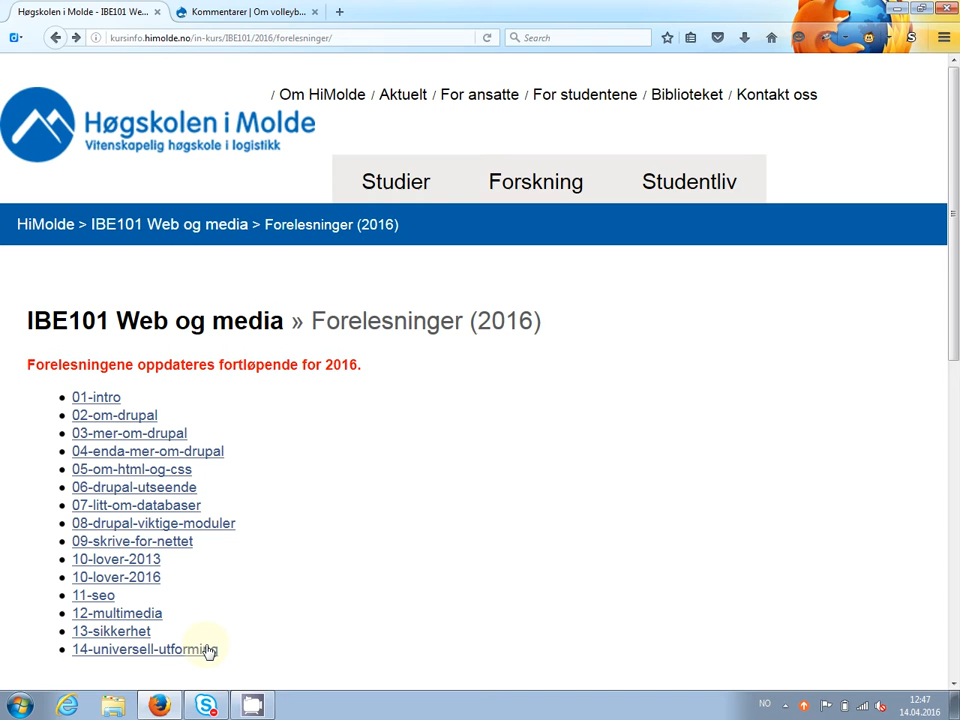 Høgskolen i Molde - IBE101 We...
Kommentarer | Om volleyb...
kursinfo.himolde.no/in-kurs/IBE101/2016/forelesninger/
Search
/ Om HiMolde / Aktuelt / For ansatte / For studentene / Biblioteket / Kontakt oss
Høgskolen i Molde
Vitenskapelig høgskole i logistikk
Studier Forskning Studentliv
HiMolde > IBE101 Web og media > Forelesninger (2016)
IBE101 Web og media » Forelesninger (2016)
Forelesningene oppdateres fortløpende for 2016.
01-intro
02-om-drupal
03-mer-om-drupal
04-enda-mer-om-drupal
05-om-html-og-css
06-drupal-utseende
07-litt-om-databaser
08-drupal-viktige-moduler
09-skrive-for-nettet
10-lover-2013
10-lover-2016
11-seo
12-multimedia
13-sikkerhet
14-universell-utforming
NO
12:47
14.04.2016